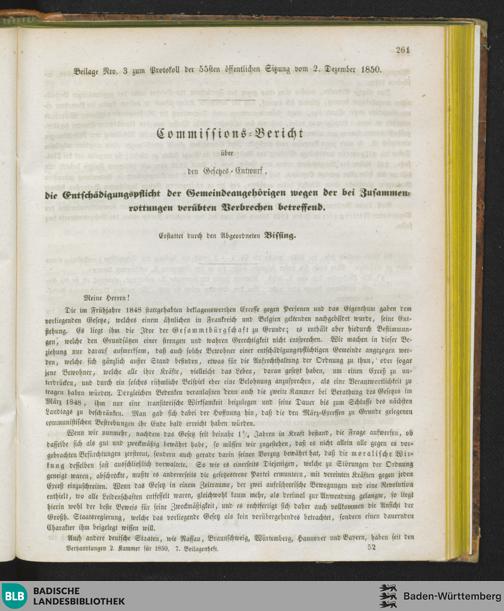 261
Beilage Nro. 3 zum Protokoll der 55sten öffentlichen Sitzung vom 2. Dezember 1850.
Commissions-Bericht
über
den Gesetzes-Entwurf,
die Entschädigungspflicht der Gemeindeangehörigen wegen der bei Zusammen-
rottungen verübten Verbrechen betreffend.
Erstattet durch den Abgeordneten Bissing.
Meine Herren!
Die im Frühjahre 1848 stattgehabten beklagenswerthen Excesse gegen Personen und das Eigenthum gaben dem
vorliegenden Gesetze, welches einem ähnlichen in Frankreich und Belgien geltenden nachgebildet wurde, seine Ent-
stehung. Es liegt ihm die Idee der Gesammtbürgschaft zu Grunde; es enthält aber hiedurch Bestimmun-
gen, welche den Grundsätzen einer strengen und wahren Gerechtigkeit nicht entsprechen. Wir machen in dieser Be-
ziehung nur darauf aufmerksam, daß auch solche Bewohner einer entschädigungspflichtigen Gemeinde angezogen wer-
den, welche sich gänzlich außer Stand befinden, etwas für die Aufrechthaltung der Ordnung zu thun, oder sogar
jene Bewohner, welche alle ihre Kräfte, vielleicht das Leben, daran gesetzt haben, um einen Exceß zu un-
terdrücken, und durch ein solches rühmliche Beispiel eher eine Belohnung anzusprechen, als eine Verantwortlichkeit zu
tragen haben würden. Dergleichen Bedenken veranlaßten denn auch die zweite Kammer bei Berathung des Gesetzes im
März 1848, ihm nur eine transitorische Wirksamkeit beizulegen und seine Dauer bis zum Schlusse des nächsten
Landtags zu beschränken. Man gab sich dabei der Hoffnung hin, daß die den März-Excessen zu Grunde gelegenen
communistischen Bestrebungen ihr Ende bald erreicht haben würden.
Wenn wir nunmehr, nachdem das Gesetz seit beinahe 1½ Jahren in Kraft bestand, die Frage aufwerfen, ob
dasselbe sich als gut und zweckmäßig bewährt habe, so müssen wir zugestehen, daß es nicht allein alle gegen es vor-
gebrachten Befürchtungen zerstreut, sondern auch gerade darin seinen Vorzug bewährt hat, daß die moralische Wir-
kung desselben fast ausschließlich vorwaltete. So wie es einerseits Diejenigen, welche zu Störungen der Ordnung
geneigt waren, abschreckte, mußte es andererseits die gesetzestreue Partei ermuntern, mit vereinten Kräften gegen jeden
Exceß einzuschreiten. Wenn das Gesetz in einem Zeitraume, der zwei aufrührerische Bewegungen und eine Revolution
enthielt, wo alle Leidenschaften entfesselt waren, gleichwohl kaum mehr, als dreimal zur Anwendung gelangte, so liegt
hierin wohl der beste Beweis für seine Zweckmäßigkeit, und es rechtfertigt sich daher auch vollkommen die Ansicht der
Großh. Staatsregierung, welche das vorliegende Gesetz als kein vorübergehendes betrachtet, sondern einen dauernden
Charakter ihm beigelegt wissen will.
Auch andere deutsche Staaten, wie Nassau, Braunschweig, Würtemberg, Hannover und Bayern, haben seit den
Verhandlungen 2. Kammer für 1850, 7. Beilagenheft. 52
BLB BADISCHE
LANDESBIBLIOTHEK
Baden-Württemberg